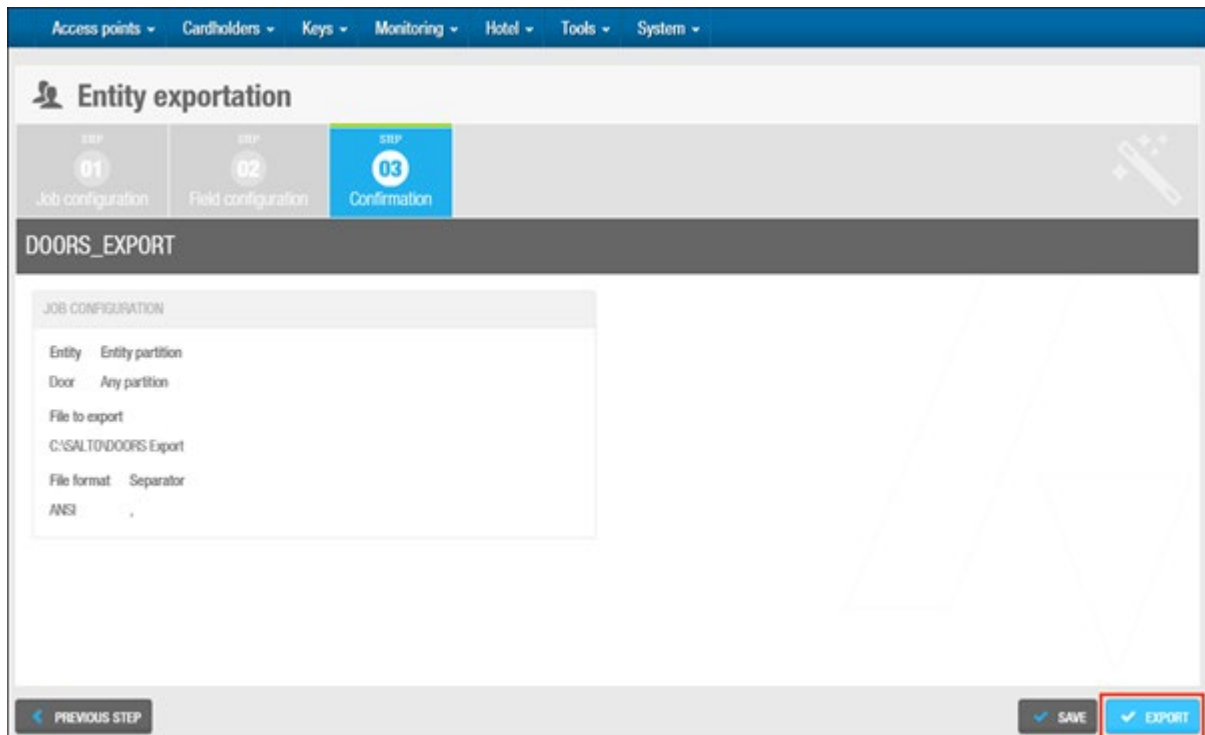 Access points Cardholders Keys Monitoring Hotel Tools System
Entity exportation
STEP STEP STEP
01 02 03
Job configuration Field configuration Confirmation
DOORS_EXPORT
JOB CONFIGURATION
Entity Entity partition
Door Any partition
File to export
C:\SALTO\DOORS Export
File format Separator
ANSI ,
PREVIOUS STEP SAVE EXPORT